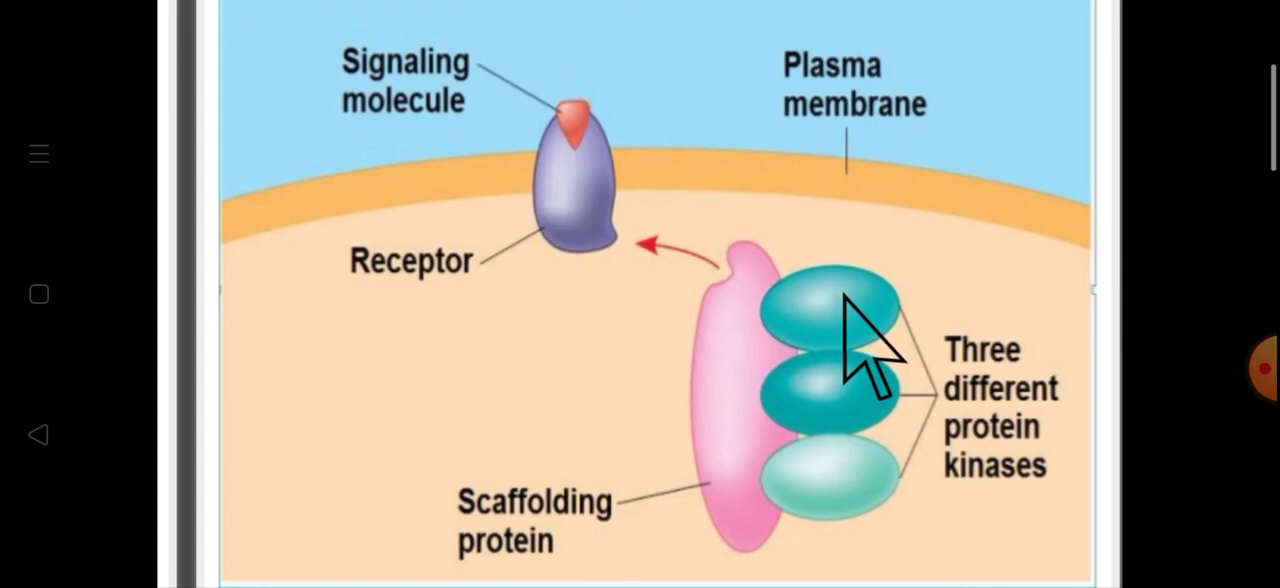 Signaling
molecule
Plasma
membrane
Receptor
Three
different
protein
kinases
Scaffolding
protein